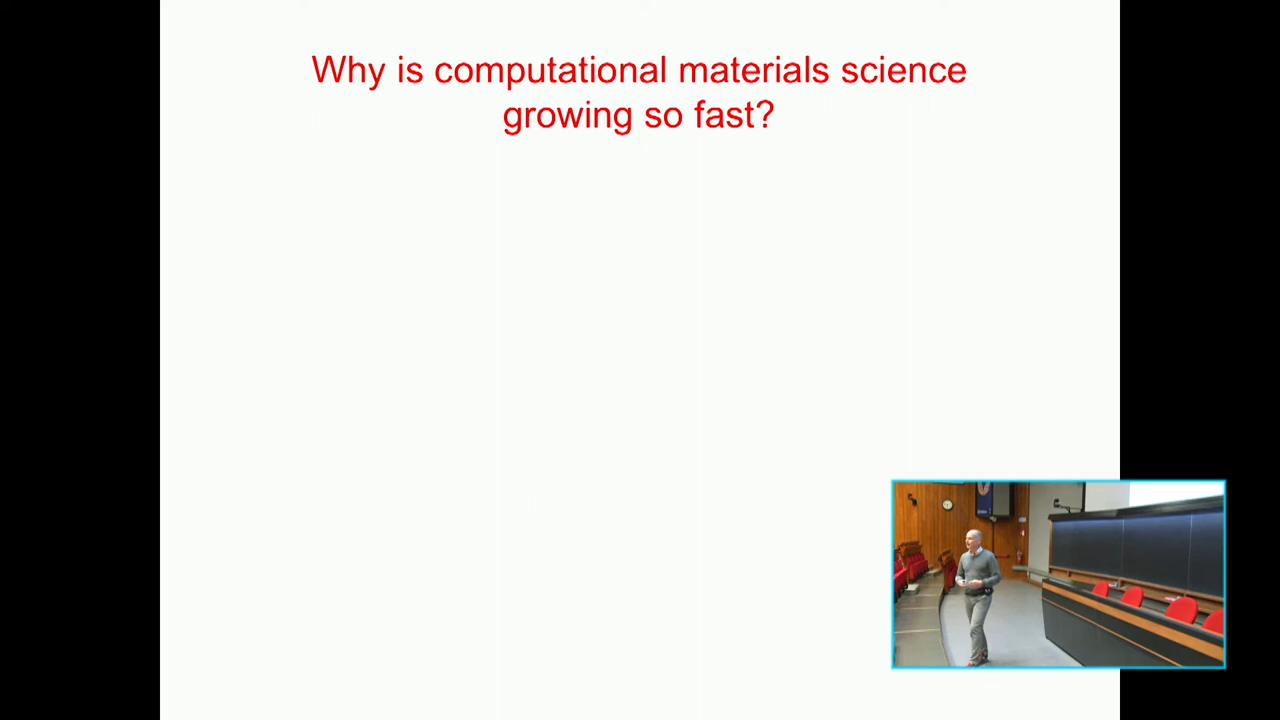 Why is computational materials science
growing so fast?